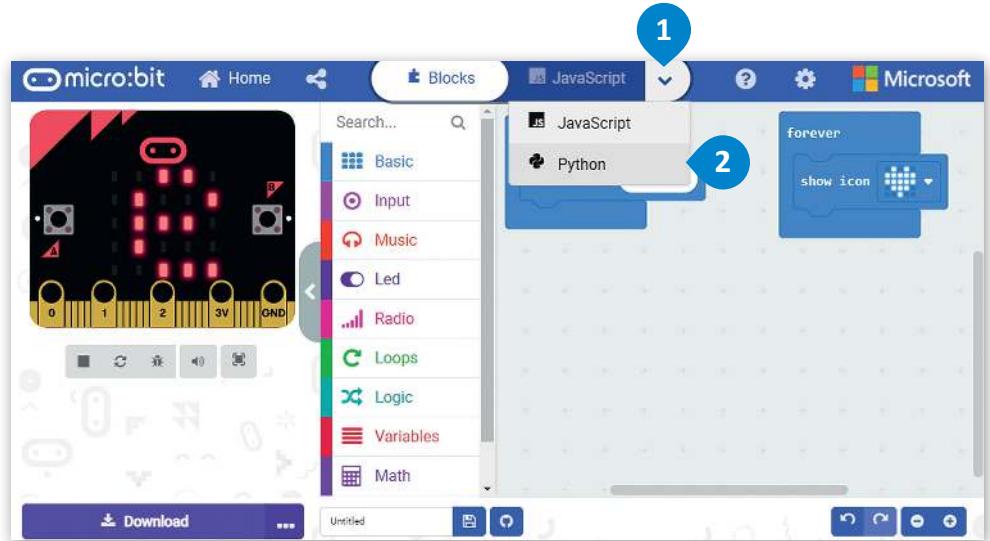 1
micro:bit Home Blocks JavaScript Microsoft
Search...
JavaScript
Python
2
Basic
Input
Music
Led
Radio
Loops
Logic
Variables
Math
forever
show icon
B
A
0 1 2 3V GND
Download ...
Untitled